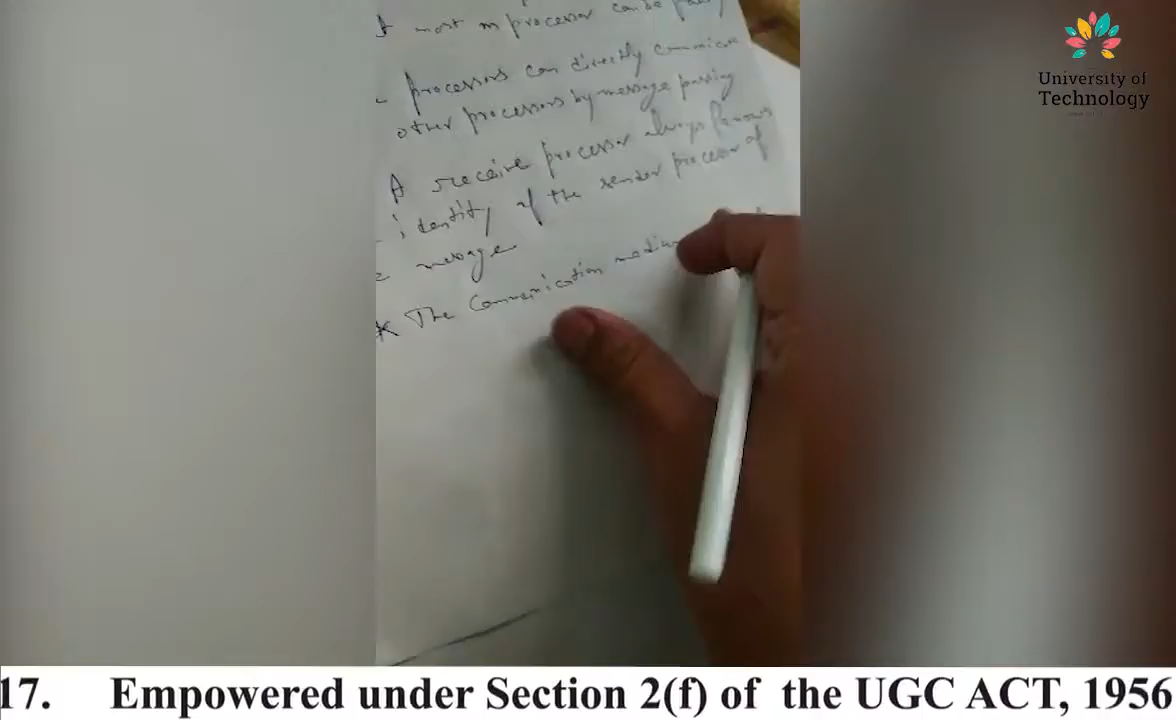 most m processor can be
processors can directly
other processors by message passing
A receive processor always knows
identity of the sender processor of
message
* The Communication medium
University of
Technology
17. Empowered under Section 2(f) of the UGC ACT, 1956